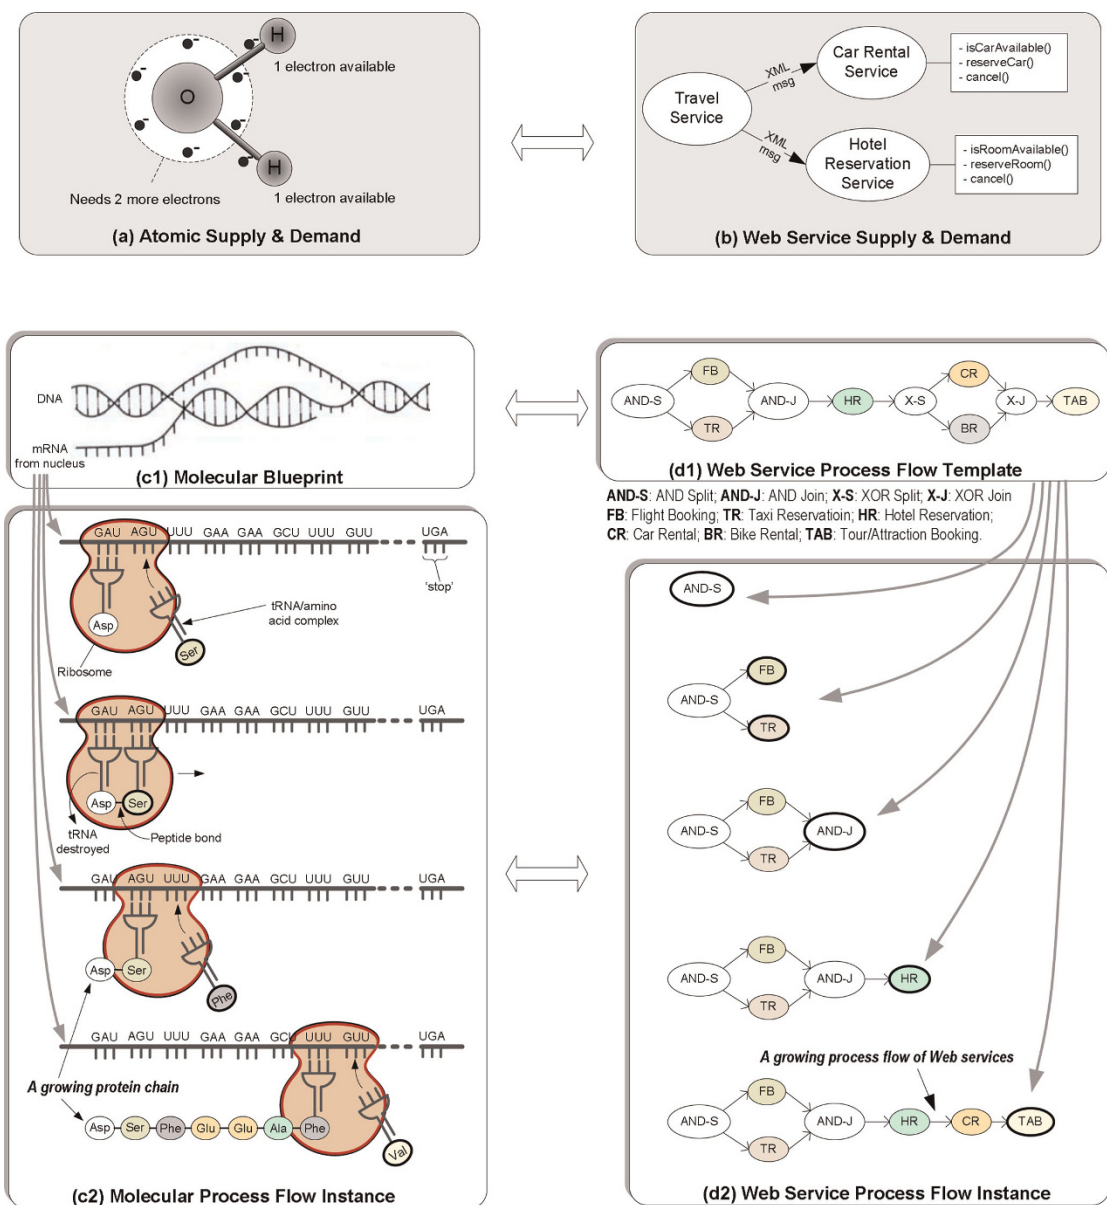 H
1 electron available
O
H
Needs 2 more electrons
1 electron available
(a) Atomic Supply & Demand
Travel
Service
XML
msg
XML
msg
Car Rental
Service
- isCarAvailable()
- reserveCar()
- cancel()
Hotel
Reservation
Service
- isRoomAvailable()
- reserveRoom()
- cancel()
(b) Web Service Supply & Demand
DNA
mRNA
from nucleus
(c1) Molecular Blueprint
AND-S
FB
TR
AND-J
HR
X-S
CR
BR
X-J
TAB
(d1) Web Service Process Flow Template
AND-S: AND Split; AND-J: AND Join; X-S: XOR Split; X-J: XOR Join
FB: Flight Booking; TR: Taxi Reservatioin; HR: Hotel Reservation;
CR: Car Rental; BR: Bike Rental; TAB: Tour/Attraction Booking.
GAU AGU UUU GAA GAA GCU UUU GUU UGA
'stop'
tRNA/amino
acid complex
Asp
Ser
Ribosome
GAU AGU UUU GAA GAA GCU UUU GUU UGA
Asp
Ser
tRNA
destroyed
Peptide bond
GAU AGU UUU GAA GAA GCU UUU GUU UGA
Asp
Ser
Phe
GAU AGU UUU GAA GAA GCU UUU GUU UGA
A growing protein chain
Asp Ser Phe Glu Glu Ala Phe
Val
(c2) Molecular Process Flow Instance
AND-S
FB
AND-S
TR
FB
AND-S
AND-J
TR
FB
AND-S
AND-J
HR
TR
A growing process flow of Web services
FB
AND-S
AND-J
HR
CR
TAB
TR
(d2) Web Service Process Flow Instance